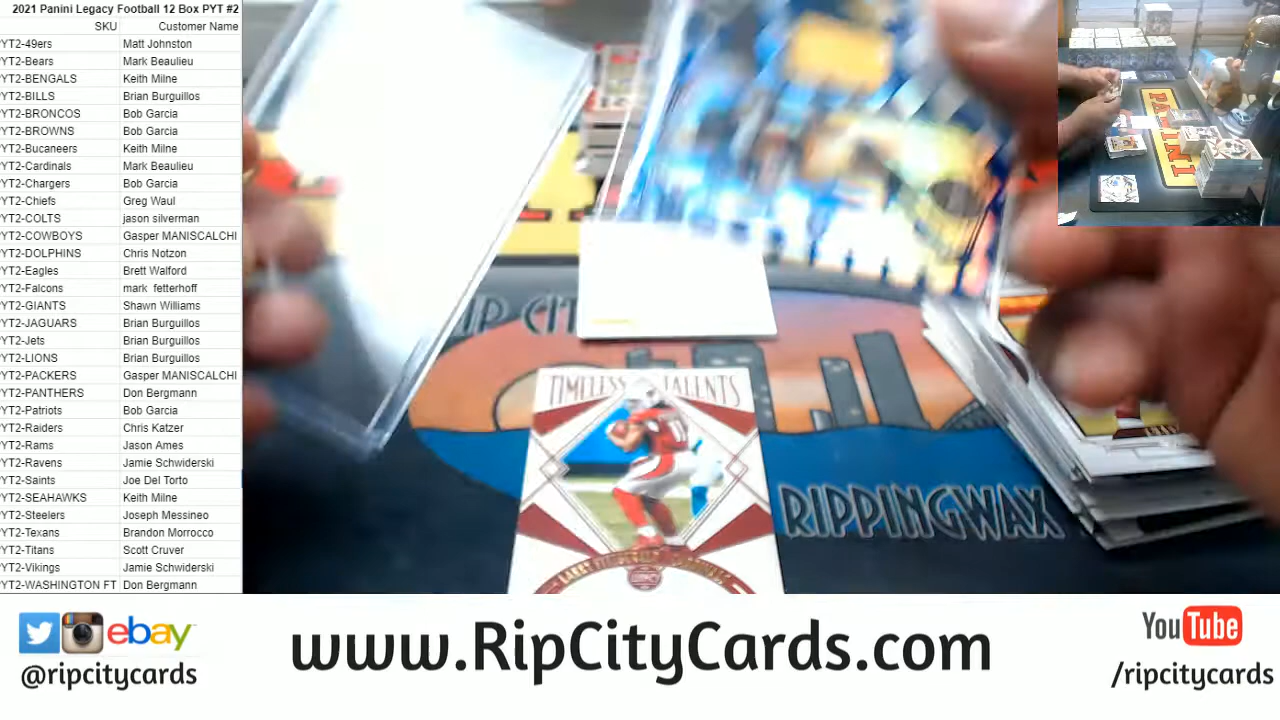 2021 Panini Legacy Football 12 Box PYT #2
SKU Customer Name
YT2-49ers Matt Johnston
YT2-Bears Mark Beaulieu
YT2-BENGALS Keith Milne
YT2-BILLS Brian Burguillos
YT2-BRONCOS Bob Garcia
YT2-BROWNS Bob Garcia
YT2-Bucaneers Keith Milne
YT2-Cardinals Mark Beaulieu
YT2-Chargers Bob Garcia
YT2-Chiefs Greg Waul
YT2-COLTS jason silverman
YT2-COWBOYS Gasper MANISCALCHI
YT2-DOLPHINS Chris Notzon
YT2-Eagles Brett Walford
YT2-Falcons mark fetterhoff
YT2-GIANTS Shawn Williams
YT2-JAGUARS Brian Burguillos
YT2-Jets Brian Burguillos
YT2-LIONS Brian Burguillos
YT2-PACKERS Gasper MANISCALCHI
YT2-PANTHERS Don Bergmann
YT2-Patriots Bob Garcia
YT2-Raiders Chris Katzer
YT2-Rams Jason Ames
YT2-Ravens Jamie Schwiderski
YT2-Saints Joe Del Torto
YT2-SEAHAWKS Keith Milne
YT2-Steelers Joseph Messineo
YT2-Texans Brandon Morrocco
YT2-Titans Scott Cruver
YT2-Vikings Jamie Schwiderski
YT2-WASHINGTON FT Don Bergmann
PANINI
RIP CIT
TIMELESS TALENTS
LARRY FITZGERALD
LEGACY
RIPPINGWAX
ebay
@ripcitycards
www.RipCityCards.com
YouTube
/ripcitycards